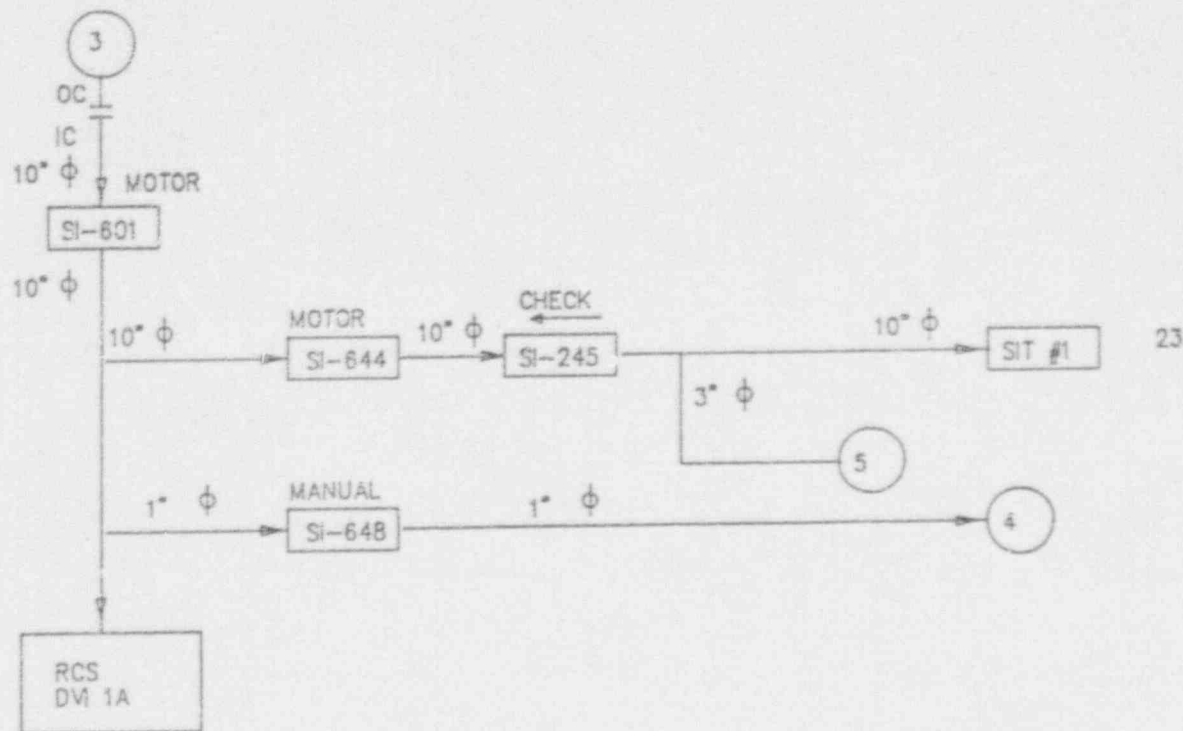 3
OC
IC
10" ϕ
MOTOR
SI-601
10" ϕ
10" ϕ
MOTOR
SI-644
10" ϕ
CHECK
SI-245
10" ϕ
SIT #1
23
3" ϕ
5
1" ϕ
MANUAL
SI-648
1" ϕ
4
RCS
DVI 1A